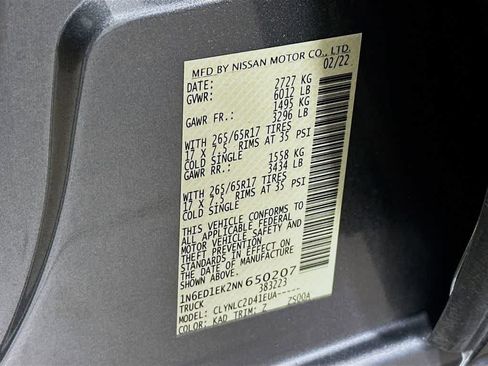 MFD BY NISSAN MOTOR CO., LTD.
DATE: 02/22
GVWR: 2727 KG
6012 LB
GAWR FR.: 1495 KG
3296 LB
WITH 265/65R17 TIRES
17 X 7.5 RIMS AT 35 PSI
COLD SINGLE
GAWR RR.: 1558 KG
3434 LB
WITH 265/65R17 TIRES
17 X 7.5 RIMS AT 35 PSI
COLD SINGLE
THIS VEHICLE CONFORMS TO
ALL APPLICABLE FEDERAL
MOTOR VEHICLE SAFETY AND
THEFT PREVENTION
STANDARDS IN EFFECT ON
THE DATE OF MANUFACTURE
SHOWN ABOVE.
1N6ED1EK2NN650207
TRUCK 383223
MODEL: CLYNLC2D41EUA-----
COLOR: KAD TRIM: Z ZS00A